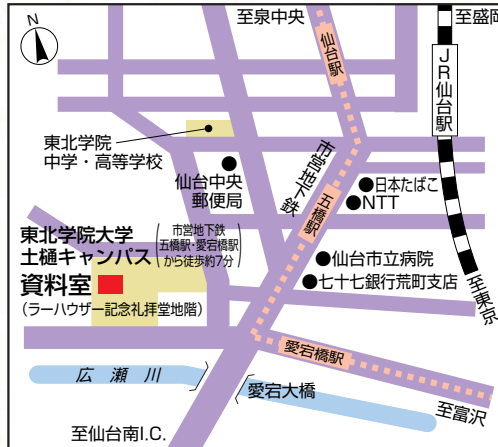 N
至泉中央
至盛岡
仙台駅
JR仙台駅
東北学院
中学・高等学校
仙台中央
郵便局
市営地下鉄
五橋駅
日本たばこ
NTT
東北学院大学
土樋キャンパス
市営地下鉄
五橋駅・愛宕橋駅
から徒歩約7分
資料室
(ラーハウザー記念礼拝堂地階)
仙台市立病院
七十七銀行荒町支店
至東京
愛宕橋駅
広瀬川
愛宕大橋
至富沢
至仙台南I.C.